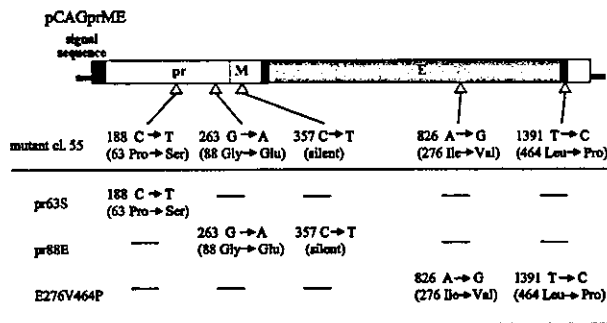 pCAGprME
signal
sequence
pr
M
E
mutant cl. 55
188 C→T
(63 Pro→Ser)
263 G→A
(88 Gly→Glu)
357 C→T
(silent)
826 A→G
(276 Ile→Val)
1391 T→C
(464 Leu→Pro)
pr63S
188 C→T
(63 Pro→Ser)
— — — —
pr88E
—
263 G→A
(88 Gly→Glu)
357 C→T
(silent)
— —
E276V464P
— — —
826 A→G
(276 Ile→Val)
1391 T→C
(464 Leu→Pro)